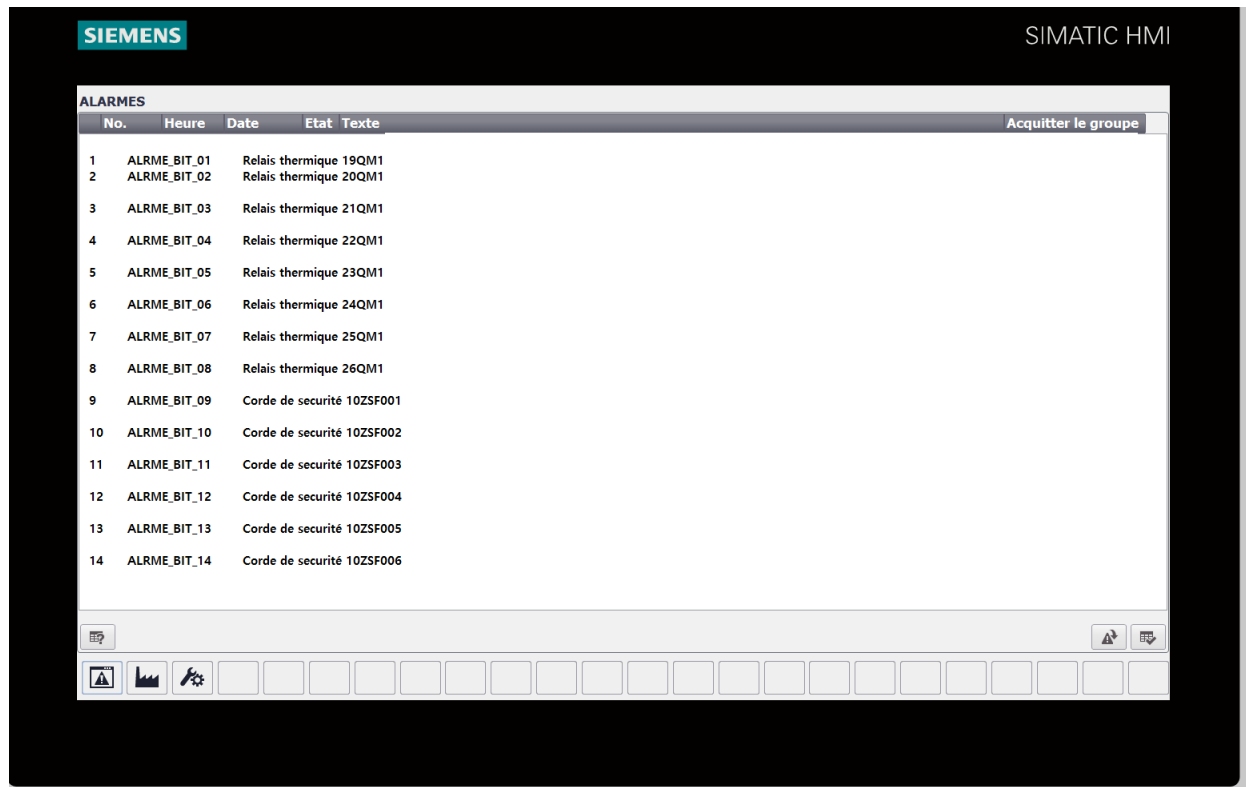 SIEMENS SIMATIC HMI
ALARMES
No. Heure Date Etat Texte Acquitter le groupe
1 ALRME_BIT_01 Relais thermique 19QM1
2 ALRME_BIT_02 Relais thermique 20QM1
3 ALRME_BIT_03 Relais thermique 21QM1
4 ALRME_BIT_04 Relais thermique 22QM1
5 ALRME_BIT_05 Relais thermique 23QM1
6 ALRME_BIT_06 Relais thermique 24QM1
7 ALRME_BIT_07 Relais thermique 25QM1
8 ALRME_BIT_08 Relais thermique 26QM1
9 ALRME_BIT_09 Corde de securité 10ZSF001
10 ALRME_BIT_10 Corde de securité 10ZSF002
11 ALRME_BIT_11 Corde de securité 10ZSF003
12 ALRME_BIT_12 Corde de securité 10ZSF004
13 ALRME_BIT_13 Corde de securité 10ZSF005
14 ALRME_BIT_14 Corde de securité 10ZSF006